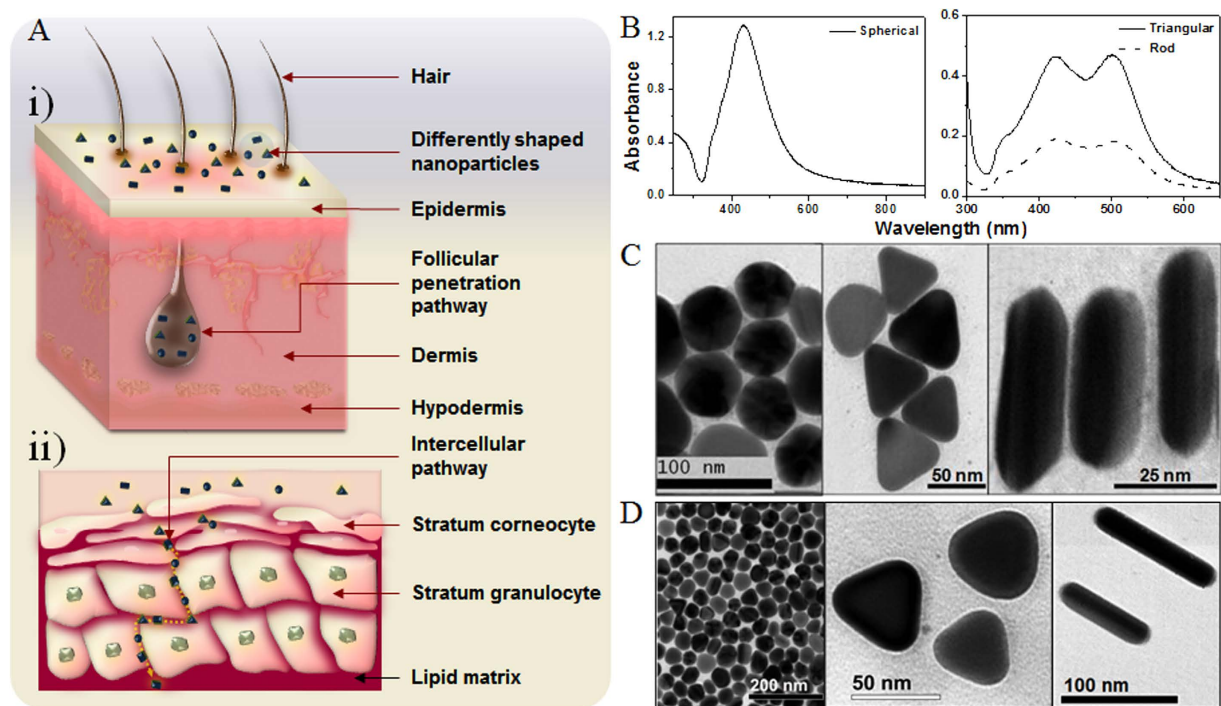 A
i)
Hair
Differently shaped
nanoparticles
Epidermis
Follicular
penetration
pathway
Dermis
Hypodermis
ii)
Intercellular
pathway
Stratum corneocyte
Stratum granulocyte
Lipid matrix
B
Absorbance
1.2
0.8
0.4
0.0
400
600
800
Spherical
0.6
0.4
0.2
0.0
300
400
500
600
Triangular
Rod
Wavelength (nm)
C
100 nm
50 nm
25 nm
D
200 nm
50 nm
100 nm